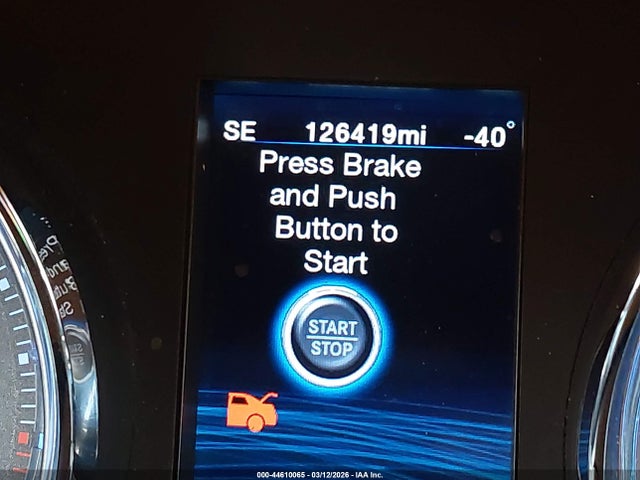 SE 126419mi -40°
Press Brake
and Push
Button to
Start
START
STOP
000-44610065 - 03/12/2026 - IAA Inc.